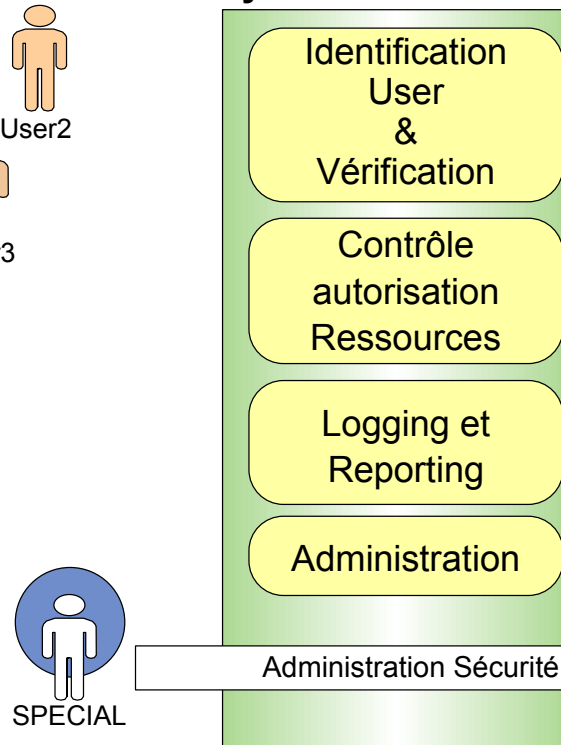 User2
3
Identification
User
&
Vérification
Contrôle
autorisation
Ressources
Logging et
Reporting
Administration
Administration Sécurité
SPECIAL